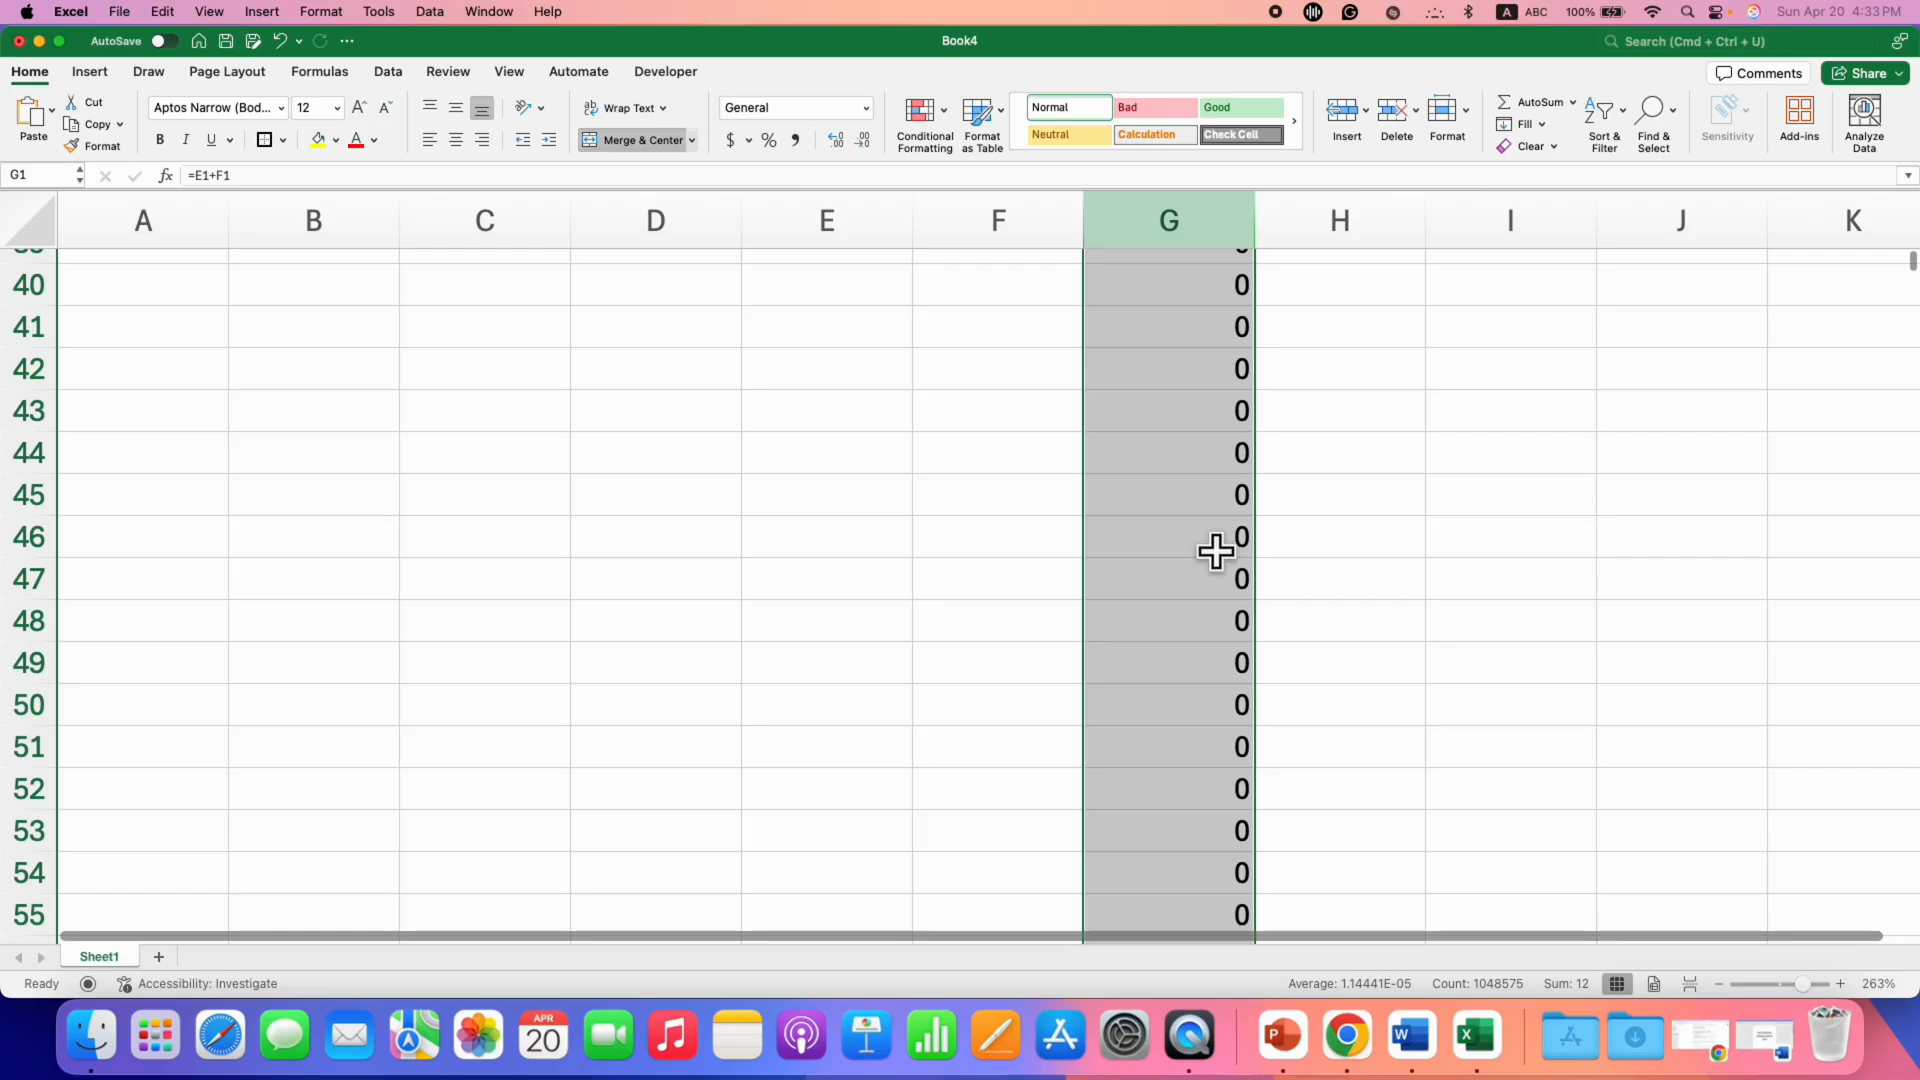 Excel File Edit View Insert Format Tools Data Window Help A ABC 100% Sun Apr 20 4:33 PM
AutoSave Book4 Search (Cmd + Ctrl + U)
Home Insert Draw Page Layout Formulas Data Review View Automate Developer Comments Share
Paste Cut Copy Format
Aptos Narrow (Bod... 12
B I U
Wrap Text
Merge & Center
General
$ %
Conditional Formatting
Format as Table
Normal Bad Good
Neutral Calculation Check Cell
Insert Delete Format
AutoSum
Fill
Clear
Sort & Filter
Find & Select
Sensitivity
Add-ins
Analyze Data
G1 fx =E1+F1
A B C D E F G H I J K
40 0
41 0
42 0
43 0
44 0
45 0
46 0
47 0
48 0
49 0
50 0
51 0
52 0
53 0
54 0
55 0
Sheet1 +
Ready Accessibility: Investigate Average: 1.14441E-05 Count: 1048575 Sum: 12 263%
APR
20